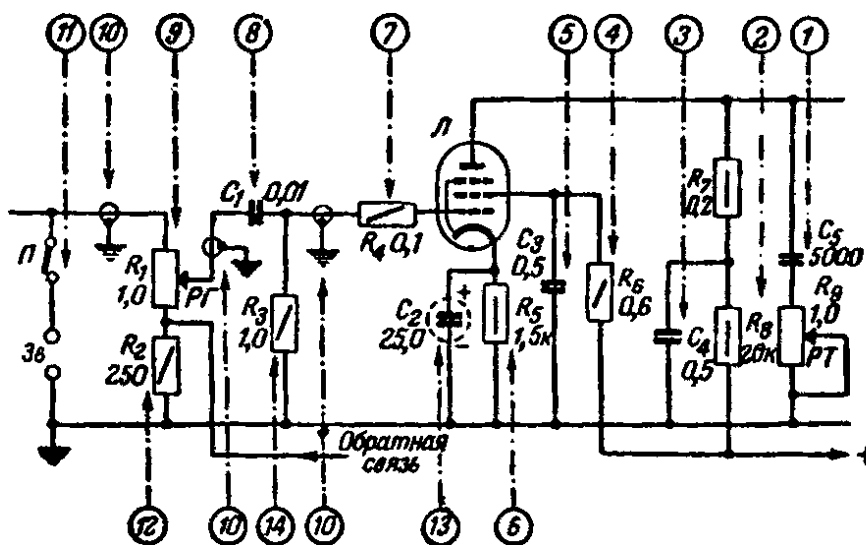 11 10 9 8 7 5 4 3 2 1
Л
C₁ 0,01
R₇
0,2
П
R₁
1,0
РГ
R₄ 0,1
C₃
0,5
C₅
5000
R₆
0,6
R₉
1,0
R₃
1,0
C₂
25,0
+
−
R₅
1,5к
R₈
20к
РТ
C₄
0,5
Зв
R₂
250
Обратная
связь
+
12 10 14 10 13 6